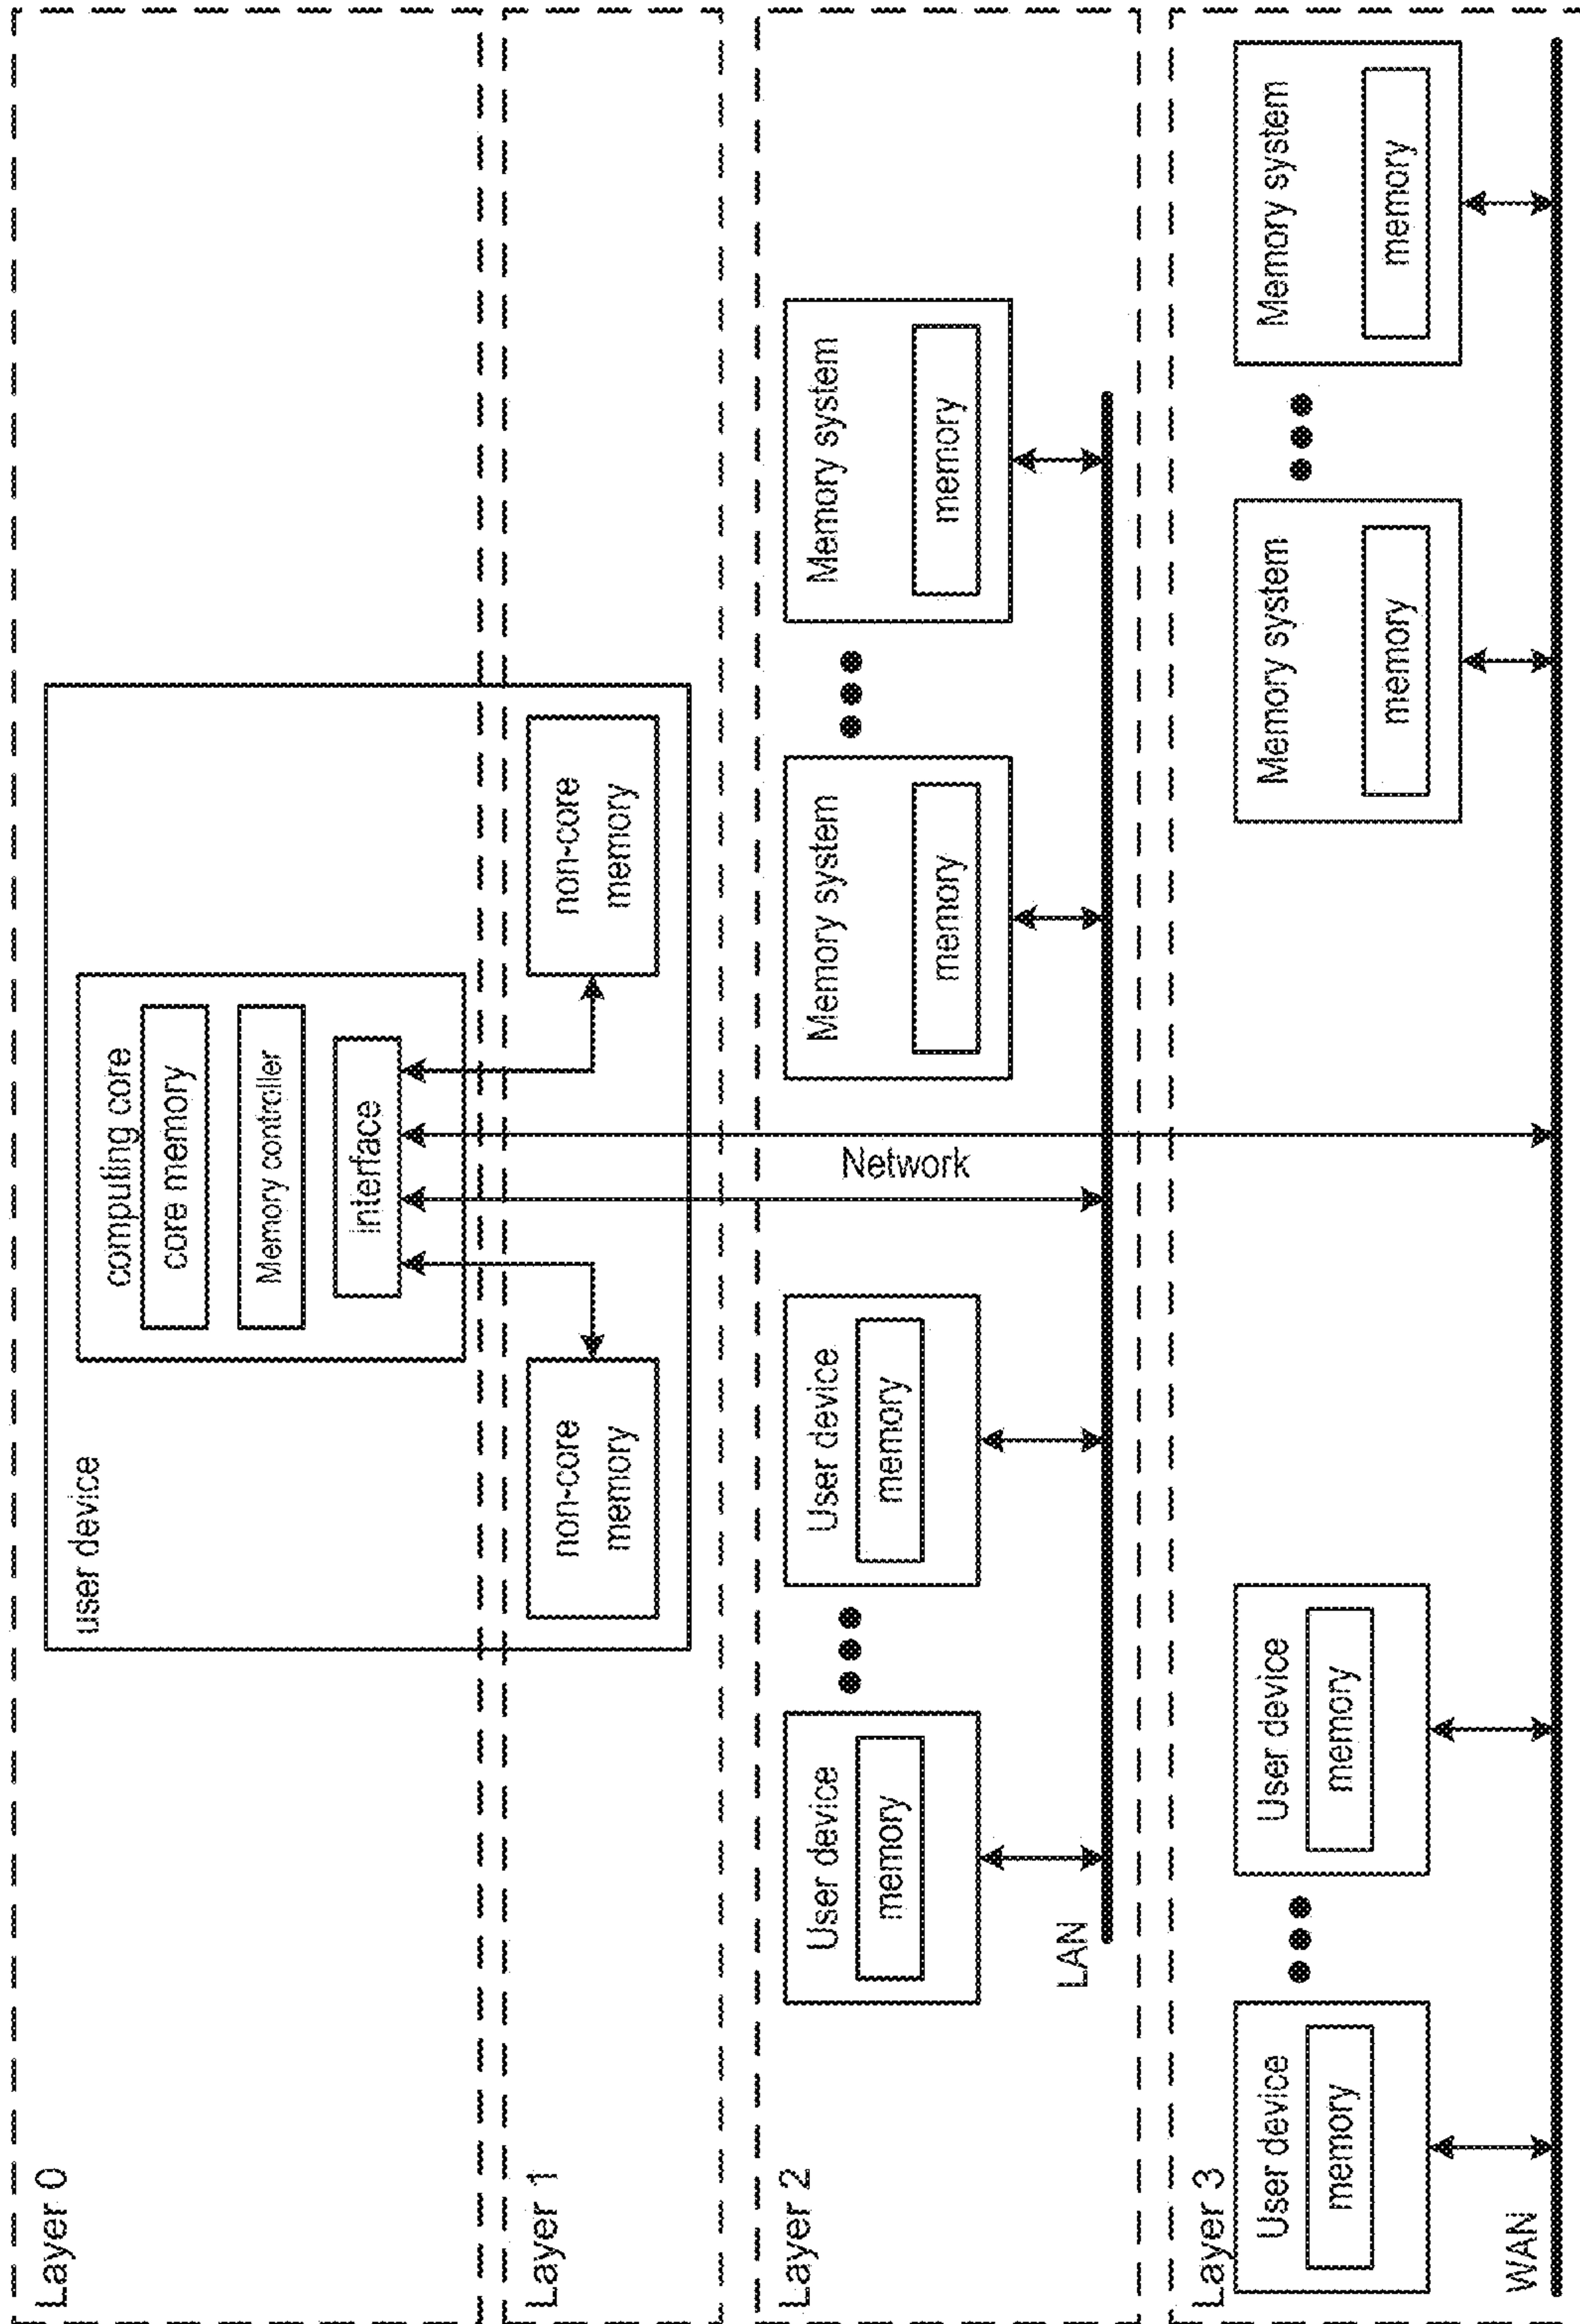 Layer 0
user device
computing core
core memory
Memory controller
interface
Layer 1
non-core
memory
non-core
memory
Layer 2
User device
memory
User device
memory
Network
Memory system
memory
Memory system
memory
LAN
Layer 3
User device
memory
User device
memory
Memory system
memory
Memory system
memory
WAN